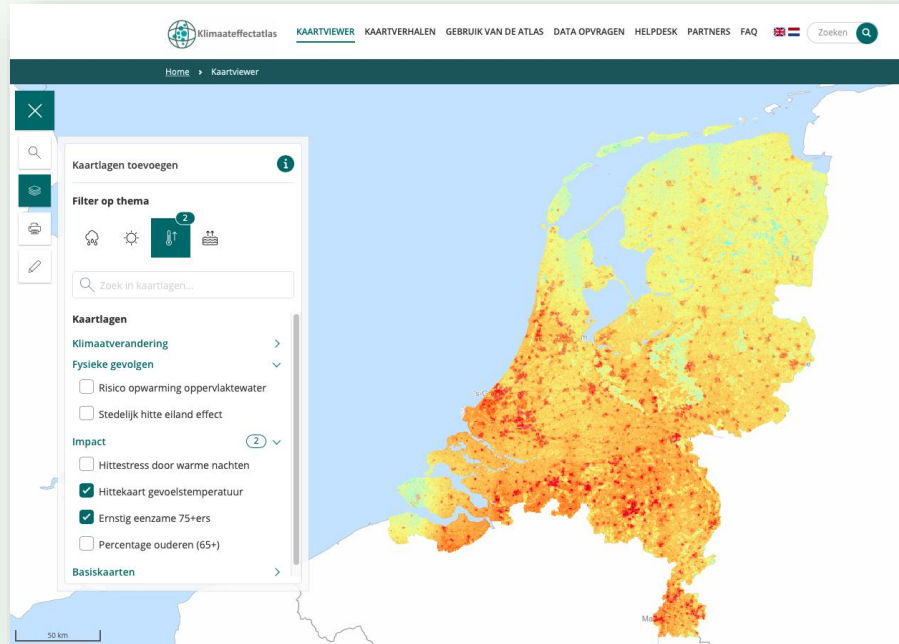 Klimaateffectatlas
KAARTVIEWER KAARTVERHALEN GEBRUIK VAN DE ATLAS DATA OPVRAGEN HELPDESK PARTNERS FAQ
Zoeken
Home › Kaartviewer
Kaartlagen toevoegen
i
Filter op thema
2
Zoek in kaartlagen...
Kaartlagen
Klimaatverandering
Fysieke gevolgen
Risico opwarming oppervlaktewater
Stedelijk hitte eiland effect
Impact 2
Hittestress door warme nachten
Hittekaart gevoelstemperatuur
Ernstig eenzame 75+ers
Percentage ouderen (65+)
Basiskaarten
50 km